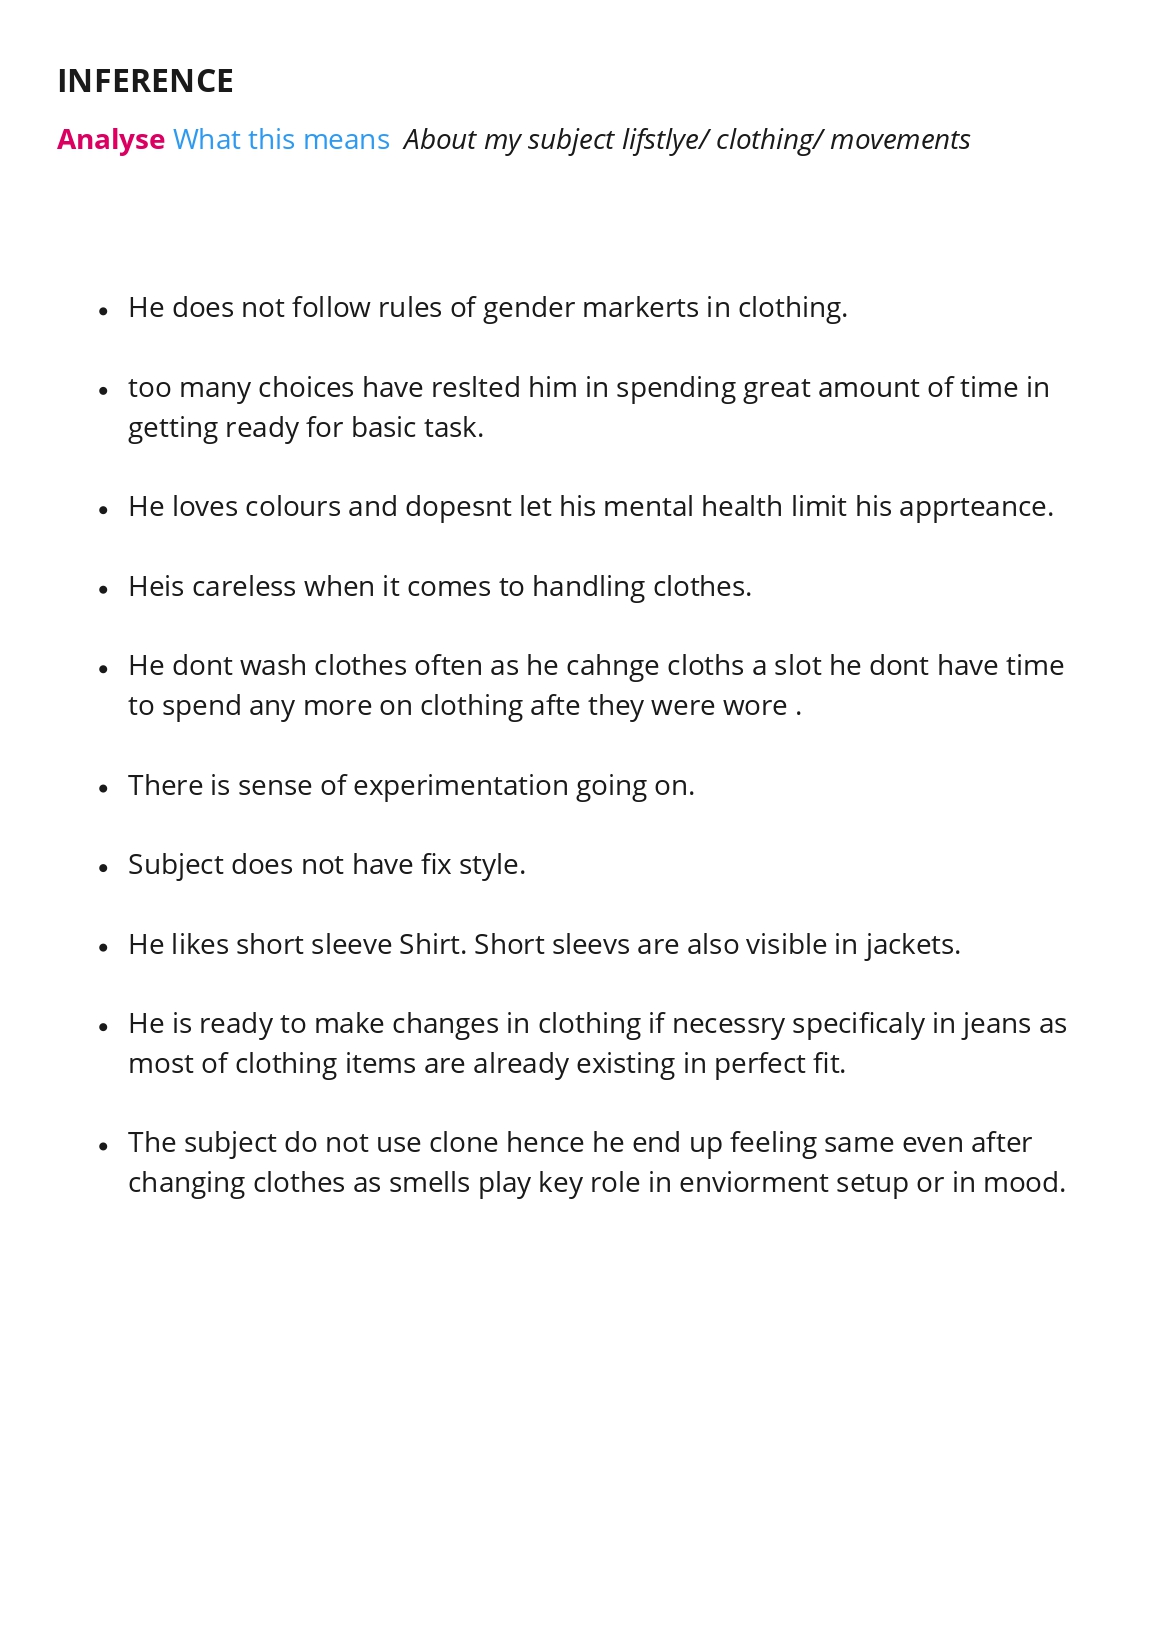 INFERENCE
Analyse What this means About my subject lifstlye/ clothing/ movements
• He does not follow rules of gender markerts in clothing.
• too many choices have reslted him in spending great amount of time in
getting ready for basic task.
• He loves colours and dopesnt let his mental health limit his apprteance.
• Heis careless when it comes to handling clothes.
• He dont wash clothes often as he cahnge cloths a slot he dont have time
to spend any more on clothing afte they were wore .
• There is sense of experimentation going on.
• Subject does not have fix style.
• He likes short sleeve Shirt. Short sleevs are also visible in jackets.
• He is ready to make changes in clothing if necessry specificaly in jeans as
most of clothing items are already existing in perfect fit.
• The subject do not use clone hence he end up feeling same even after
changing clothes as smells play key role in enviorment setup or in mood.